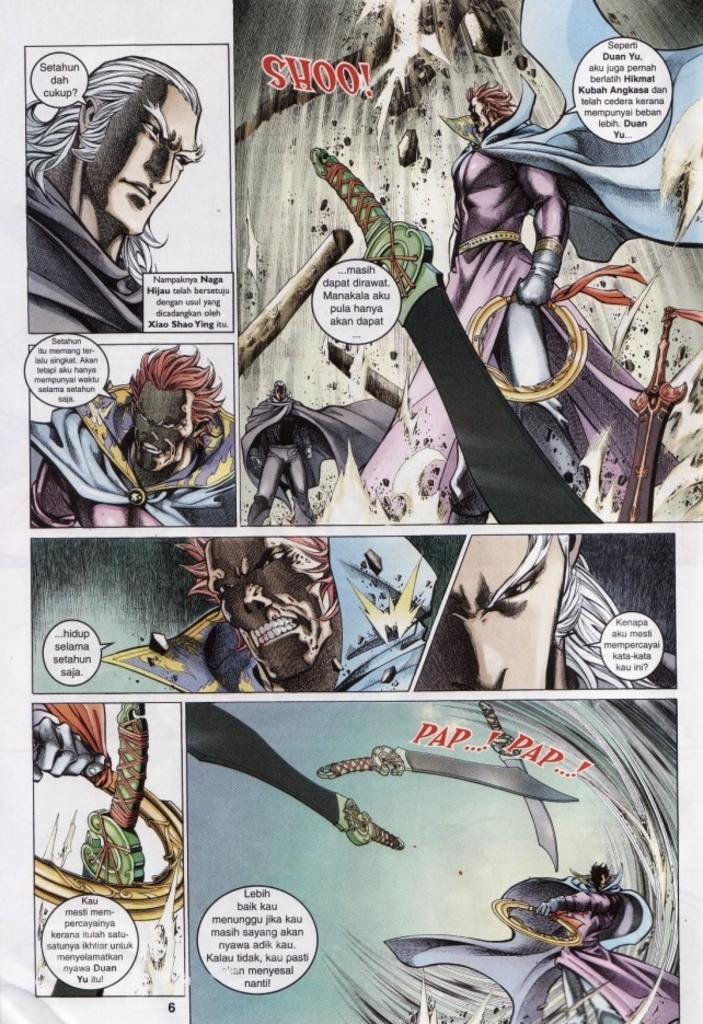 Setahun
dah
cukup?
Nampaknya Naga
Hijau telah bersetuju
dengan usul yang
dicadangkan oleh
Xiao Shao Ying itu.
SHOO!
Seperti
Duan Yu,
aku juga pernah
berlatih Hikmat
Kubah Angkasa dan
telah cedera kerana
mempunyai beban
lebih. Duan
Yu...
...masih
dapat dirawat.
Manakala aku
pula hanya
akan dapat
...
Setahun
itu memang ter-
lalu singkat. Akan
tetapi aku hanya
mempunyai waktu
selama setahun
saja.
...hidup
selama
setahun
saja.
Kenapa
aku mesti
mempercayai
kata-kata
kau ini?
Kau
mesti mem-
percayainya
kerana itulah satu-
satunya ikhtiar untuk
menyelamatkan
nyawa Duan
Yu itu!
PAP...! PAP...!
Lebih
baik kau
menunggu jika kau
masih sayang akan
nyawa adik kau.
Kalau tidak, kau pasti
akan menyesal
nanti!
6